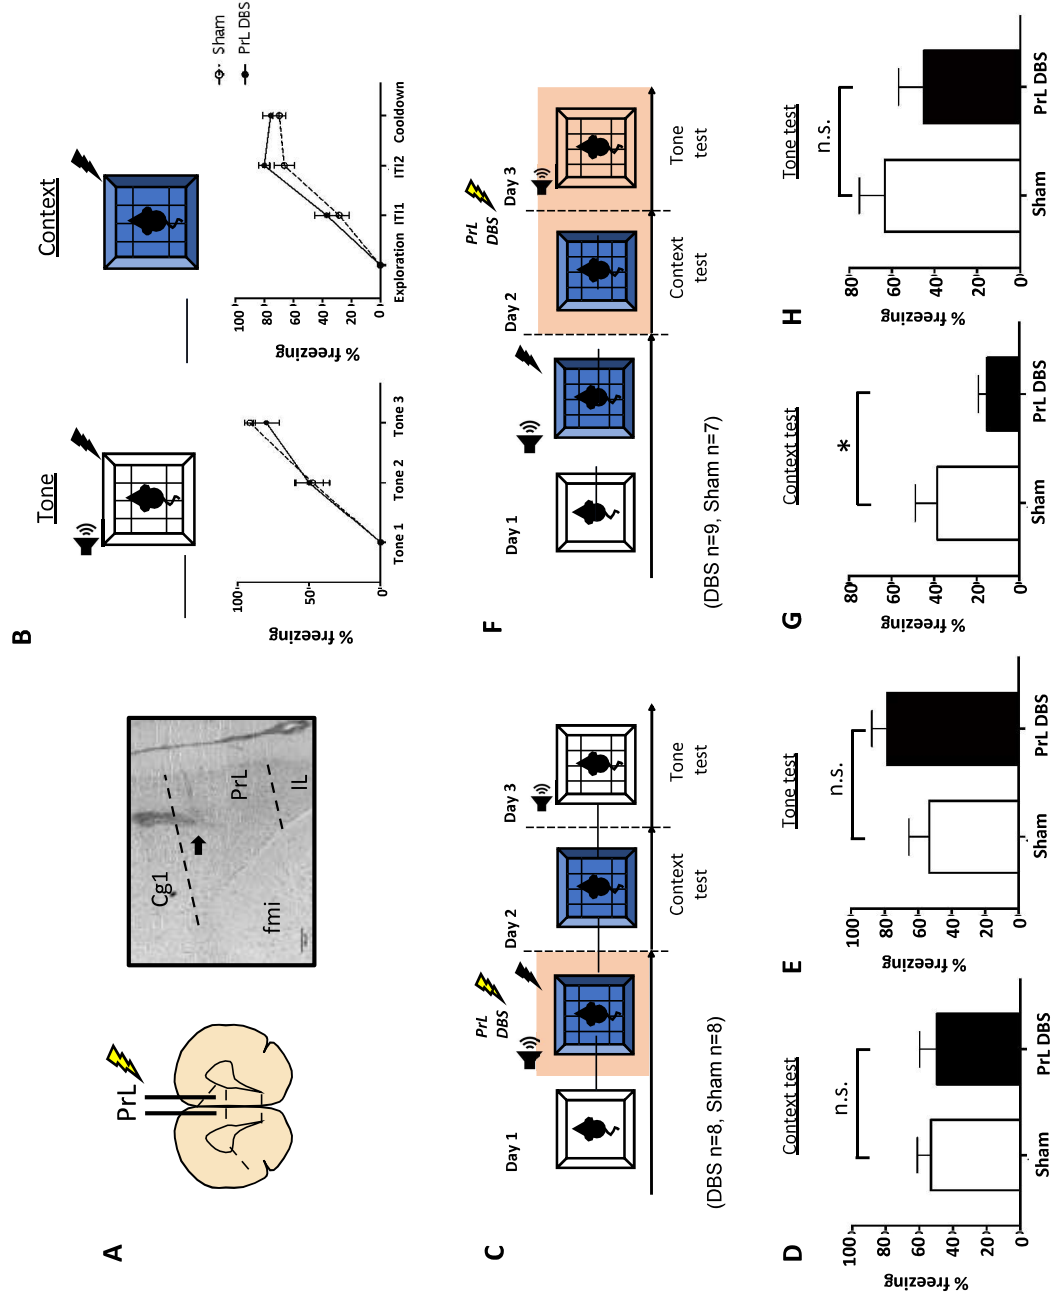 A
PrL
Cg1
PrL
IL
fmi
B
Tone
% freezing
100
50
0
Tone 1
Tone 2
Tone 3
Context
% freezing
100
80
60
40
20
0
Exploration
ITI1
ITI2
Cooldown
Sham
PrL DBS
C
Day 1
PrL
DBS
Day 2
Day 3
Context
test
Tone
test
(DBS n=8, Sham n=8)
F
Day 1
Day 2
PrL
DBS
Day 3
Context
test
Tone
test
(DBS n=9, Sham n=7)
D
Context test
n.s.
% freezing
100
80
60
40
20
0
Sham
PrL DBS
E
Tone test
n.s.
% freezing
100
80
60
40
20
0
Sham
PrL DBS
G
Context test
*
% freezing
80
60
40
20
0
Sham
PrL DBS
H
Tone test
n.s.
% freezing
80
60
40
20
0
Sham
PrL DBS